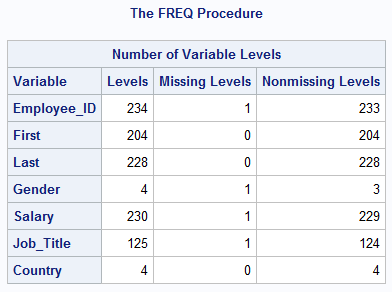 The FREQ Procedure
Number of Variable Levels
Variable Levels Missing Levels Nonmissing Levels
Employee_ID 234 1 233
First 204 0 204
Last 228 0 228
Gender 4 1 3
Salary 230 1 229
Job_Title 125 1 124
Country 4 0 4